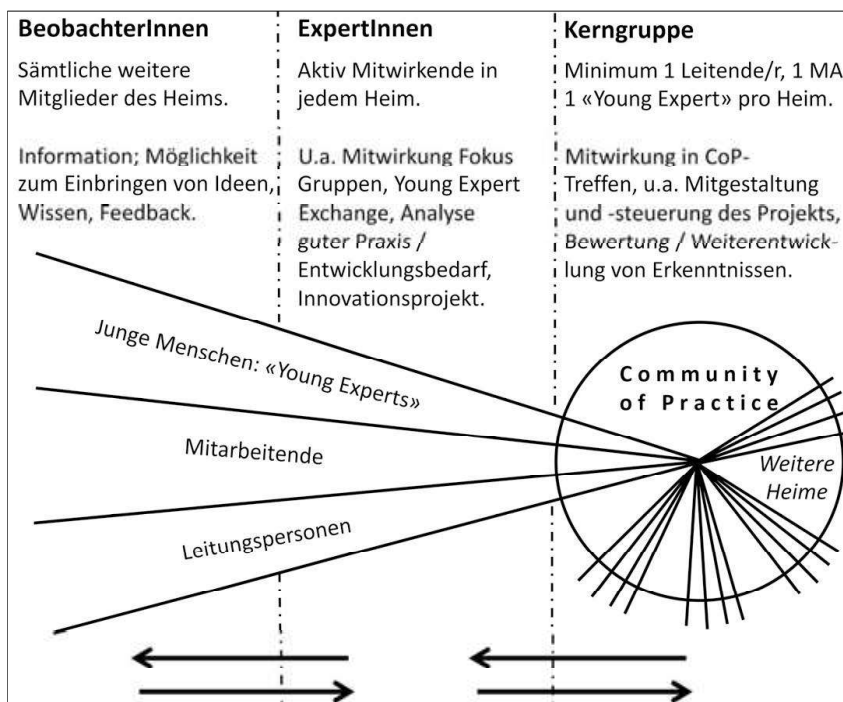 BeobachterInnen
Sämtliche weitere
Mitglieder des Heims.
Information; Möglichkeit
zum Einbringen von Ideen,
Wissen, Feedback.
ExpertInnen
Aktiv Mitwirkende in
jedem Heim.
U.a. Mitwirkung Fokus
Gruppen, Young Expert
Exchange, Analyse
guter Praxis /
Entwicklungsbedarf,
Innovationsprojekt.
Kerngruppe
Minimum 1 Leitende/r, 1 MA
1 «Young Expert» pro Heim.
Mitwirkung in CoP-
Treffen, u.a. Mitgestaltung
und -steuerung des Projekts,
Bewertung / Weiterentwick-
lung von Erkenntnissen.
Junge Menschen: «Young Experts»
Mitarbeitende
Leitungspersonen
Community
of Practice
Weitere
Heime